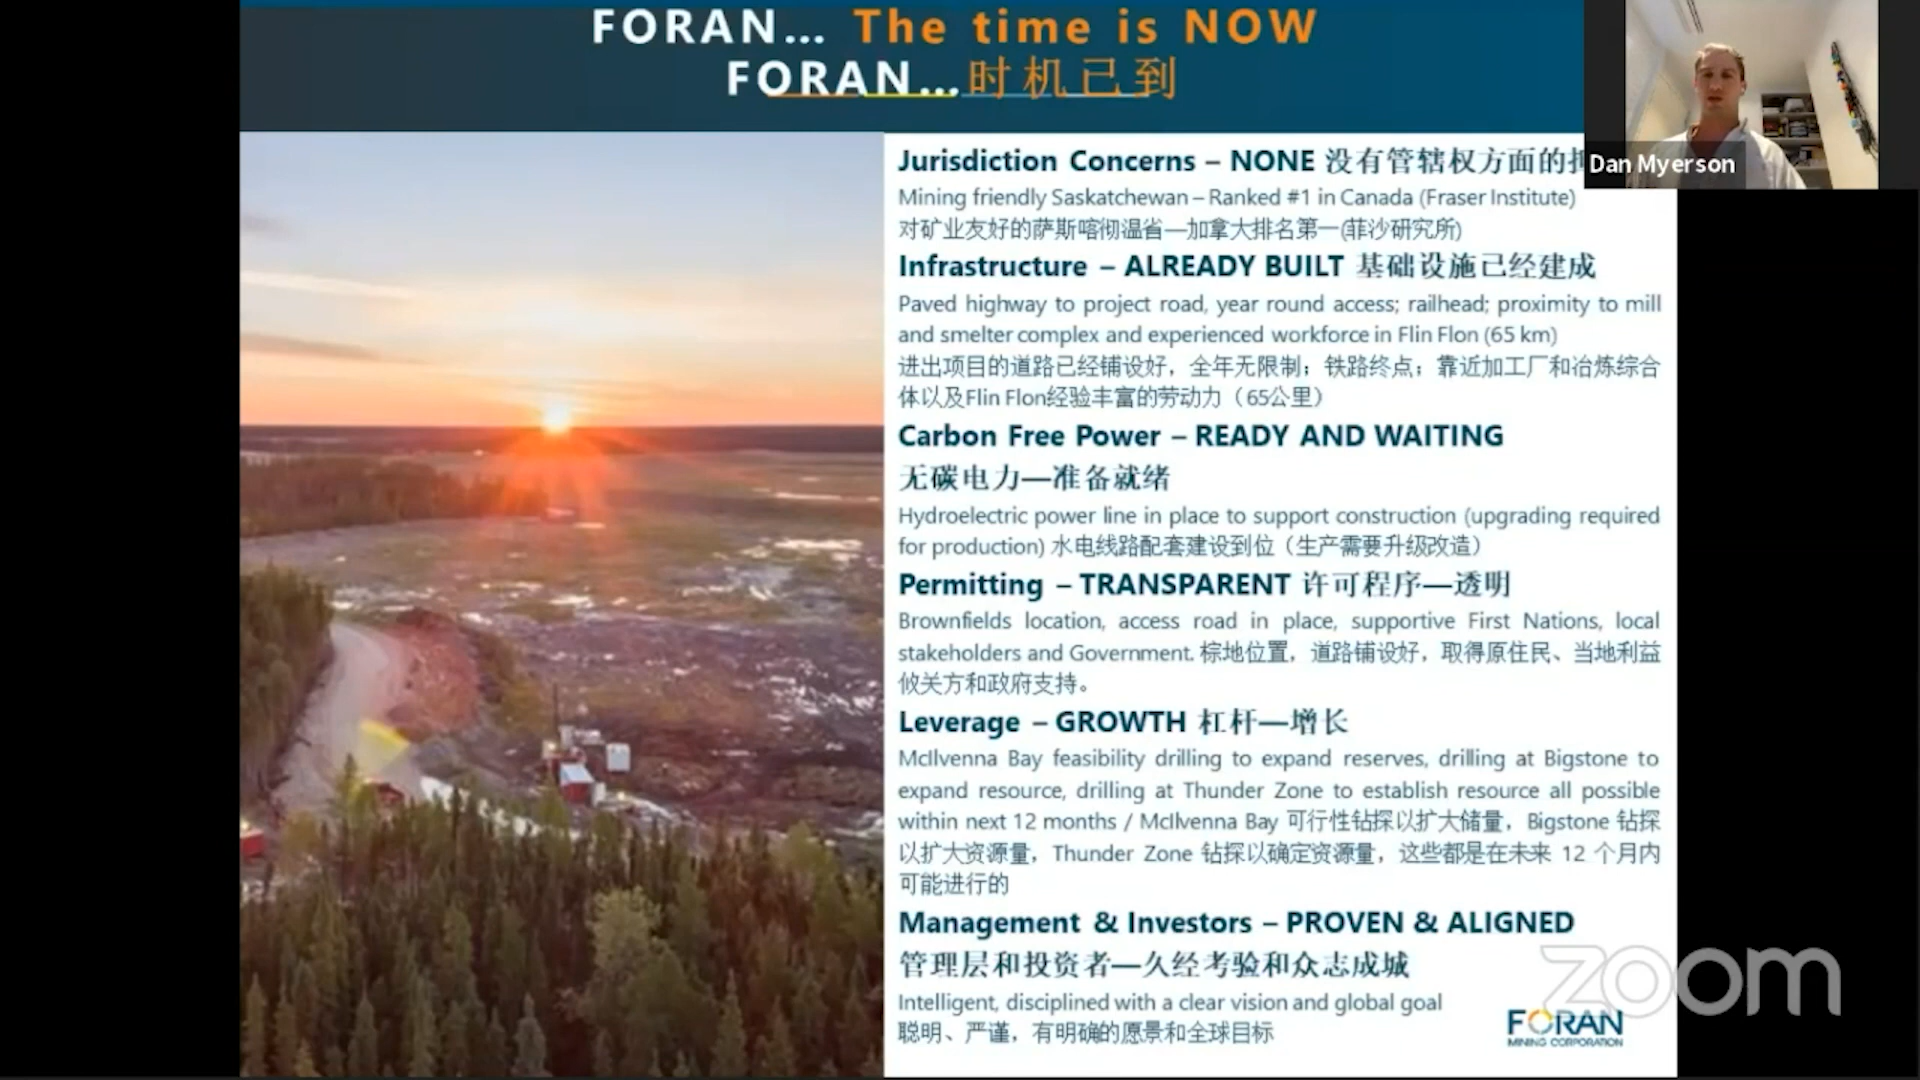 FORAN... The time is NOW
FORAN...时机已到
Dan Myerson
Jurisdiction Concerns – NONE 没有管辖权方面的
Mining friendly Saskatchewan – Ranked #1 in Canada (Fraser Institute)
对矿业友好的萨斯喀彻温省—加拿大排名第一(菲沙研究所)
Infrastructure – ALREADY BUILT 基础设施已经建成
Paved highway to project road, year round access; railhead; proximity to mill
and smelter complex and experienced workforce in Flin Flon (65 km)
进出项目的道路已经铺设好，全年无限制；铁路终点；靠近加工厂和冶炼综合
体以及Flin Flon经验丰富的劳动力（65公里）
Carbon Free Power – READY AND WAITING
无碳电力—准备就绪
Hydroelectric power line in place to support construction (upgrading required
for production) 水电线路配套建设到位（生产需要升级改造）
Permitting – TRANSPARENT 许可程序—透明
Brownfields location, access road in place, supportive First Nations, local
stakeholders and Government. 棕地位置，道路铺设好，取得原住民、当地利益
攸关方和政府支持。
Leverage – GROWTH 杠杆—增长
McIlvenna Bay feasibility drilling to expand reserves, drilling at Bigstone to
expand resource, drilling at Thunder Zone to establish resource all possible
within next 12 months / McIlvenna Bay 可行性钻探以扩大储量，Bigstone 钻探
以扩大资源量，Thunder Zone 钻探以确定资源量，这些都是在未来 12 个月内
可能进行的
Management & Investors – PROVEN & ALIGNED
管理层和投资者—久经考验和众志成城
Intelligent, disciplined with a clear vision and global goal
聪明、严谨，有明确的愿景和全球目标
FORAN
MINING CORPORATION
zoom